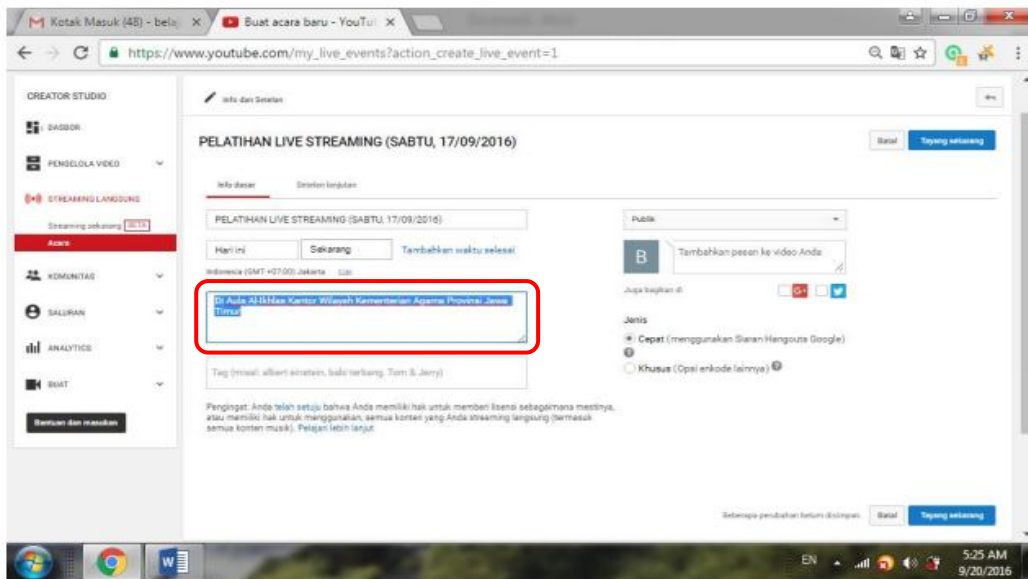 Kotak Masuk (48) - bela
Buat acara baru - YouTu
https://www.youtube.com/my_live_events?action_create_live_event=1
CREATOR STUDIO
Info dan Setelan
DASBOR
PELATIHAN LIVE STREAMING (SABTU, 17/09/2016)
Batal
Tayang sekarang
PENGELOLA VIDEO
Info dasar
Setelan lanjutan
STREAMING LANGSUNG
Streaming sekarang BETA
PELATIHAN LIVE STREAMING (SABTU, 17/09/2016)
Publik
Acara
Hari ini
Sekarang
Tambahkan waktu selesai
B
Tambahkan pesan ke video Anda
KOMUNITAS
Indonesia (GMT +07:00) Jakarta
Edit
Juga bagikan di
G+
Di Aula Al-Ikhlas Kantor Wilayah Kementerian Agama Provinsi Jawa
Timur
SALURAN
Jenis
ANALYTICS
Cepat (menggunakan Siaran Hangouts Google)
Khusus (Opsi enkode lainnya)
Tag (misal: albert einstein, babi terbang, Tom & Jerry)
BUAT
Pengingat: Anda telah setuju bahwa Anda memiliki hak untuk memberi lisensi sebagaimana mestinya,
atau memiliki hak untuk menggunakan, semua konten yang Anda streaming langsung (termasuk
semua konten musik). Pelajari lebih lanjut
Bantuan dan masukan
Beberapa perubahan belum disimpan.
Batal
Tayang sekarang
EN
5:25 AM
9/20/2016